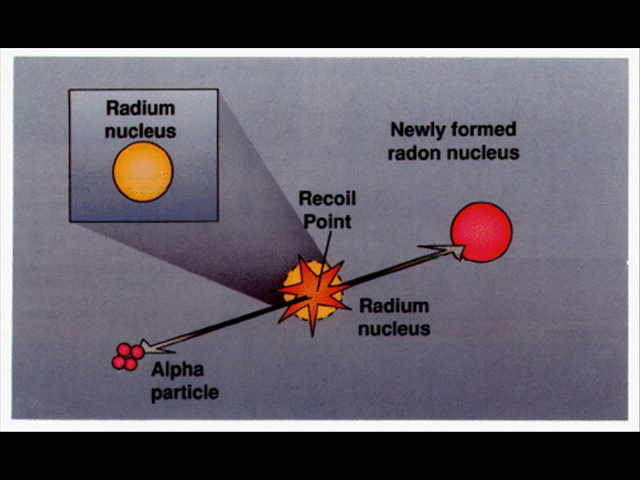 Radium
nucleus
Newly formed
radon nucleus
Recoil
Point
Radium
nucleus
Alpha
particle